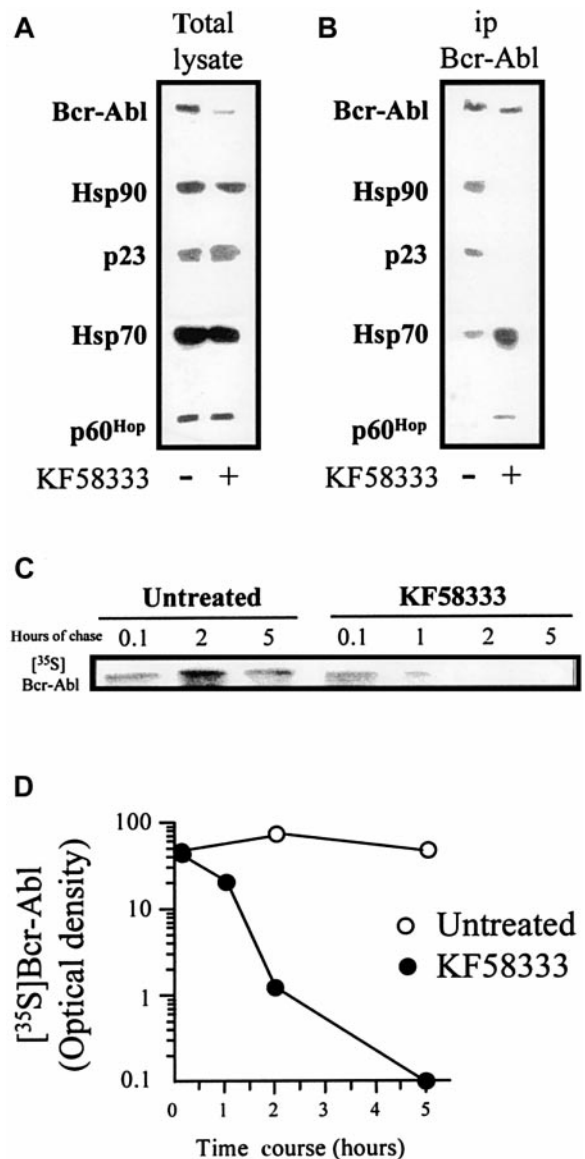 A
Total
lysate
Bcr-Abl
Hsp90
p23
Hsp70
p60Hop
KF58333 - +
B
ip
Bcr-Abl
Bcr-Abl
Hsp90
p23
Hsp70
p60Hop
KF58333 - +
C
Untreated KF58333
Hours of chase 0.1 2 5 0.1 1 2 5
[35S]
Bcr-Abl
D
[35S]Bcr-Abl
(Optical density)
100
10
1
0.1
0 1 2 3 4 5
Time course (hours)
Untreated
KF58333